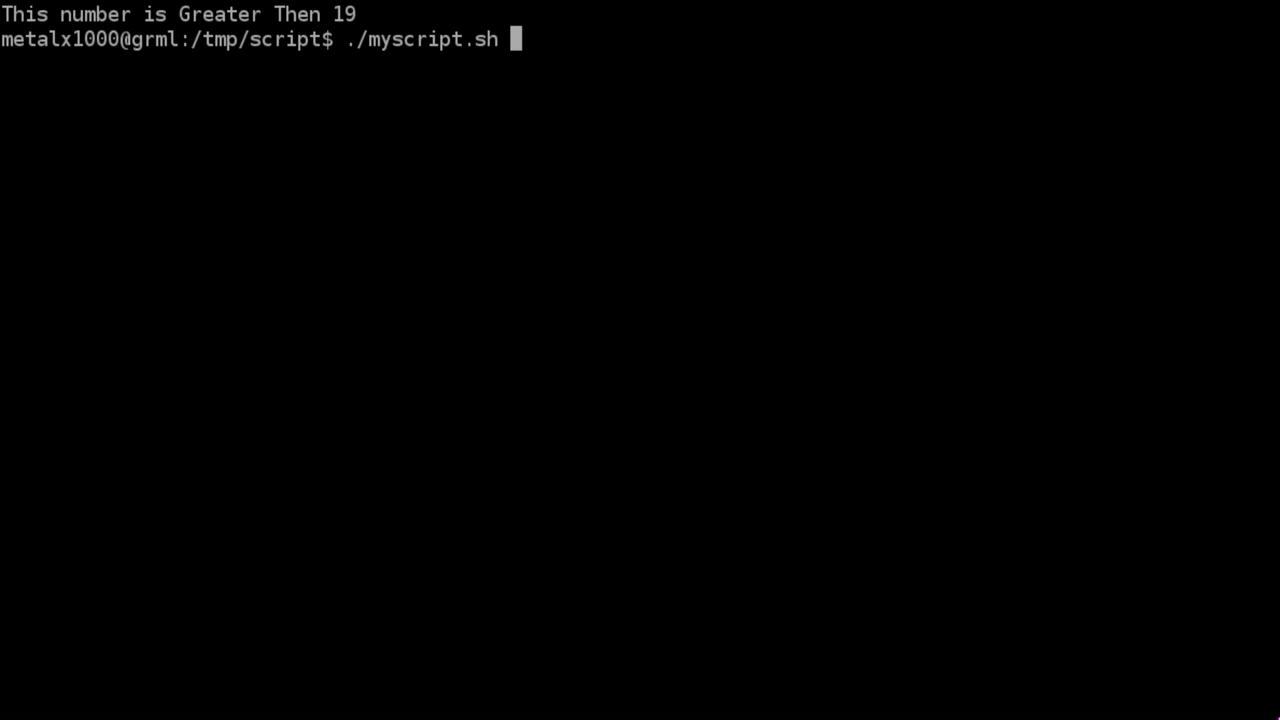 This number is Greater Then 19
metalx1000@grml:/tmp/script$ ./myscript.sh